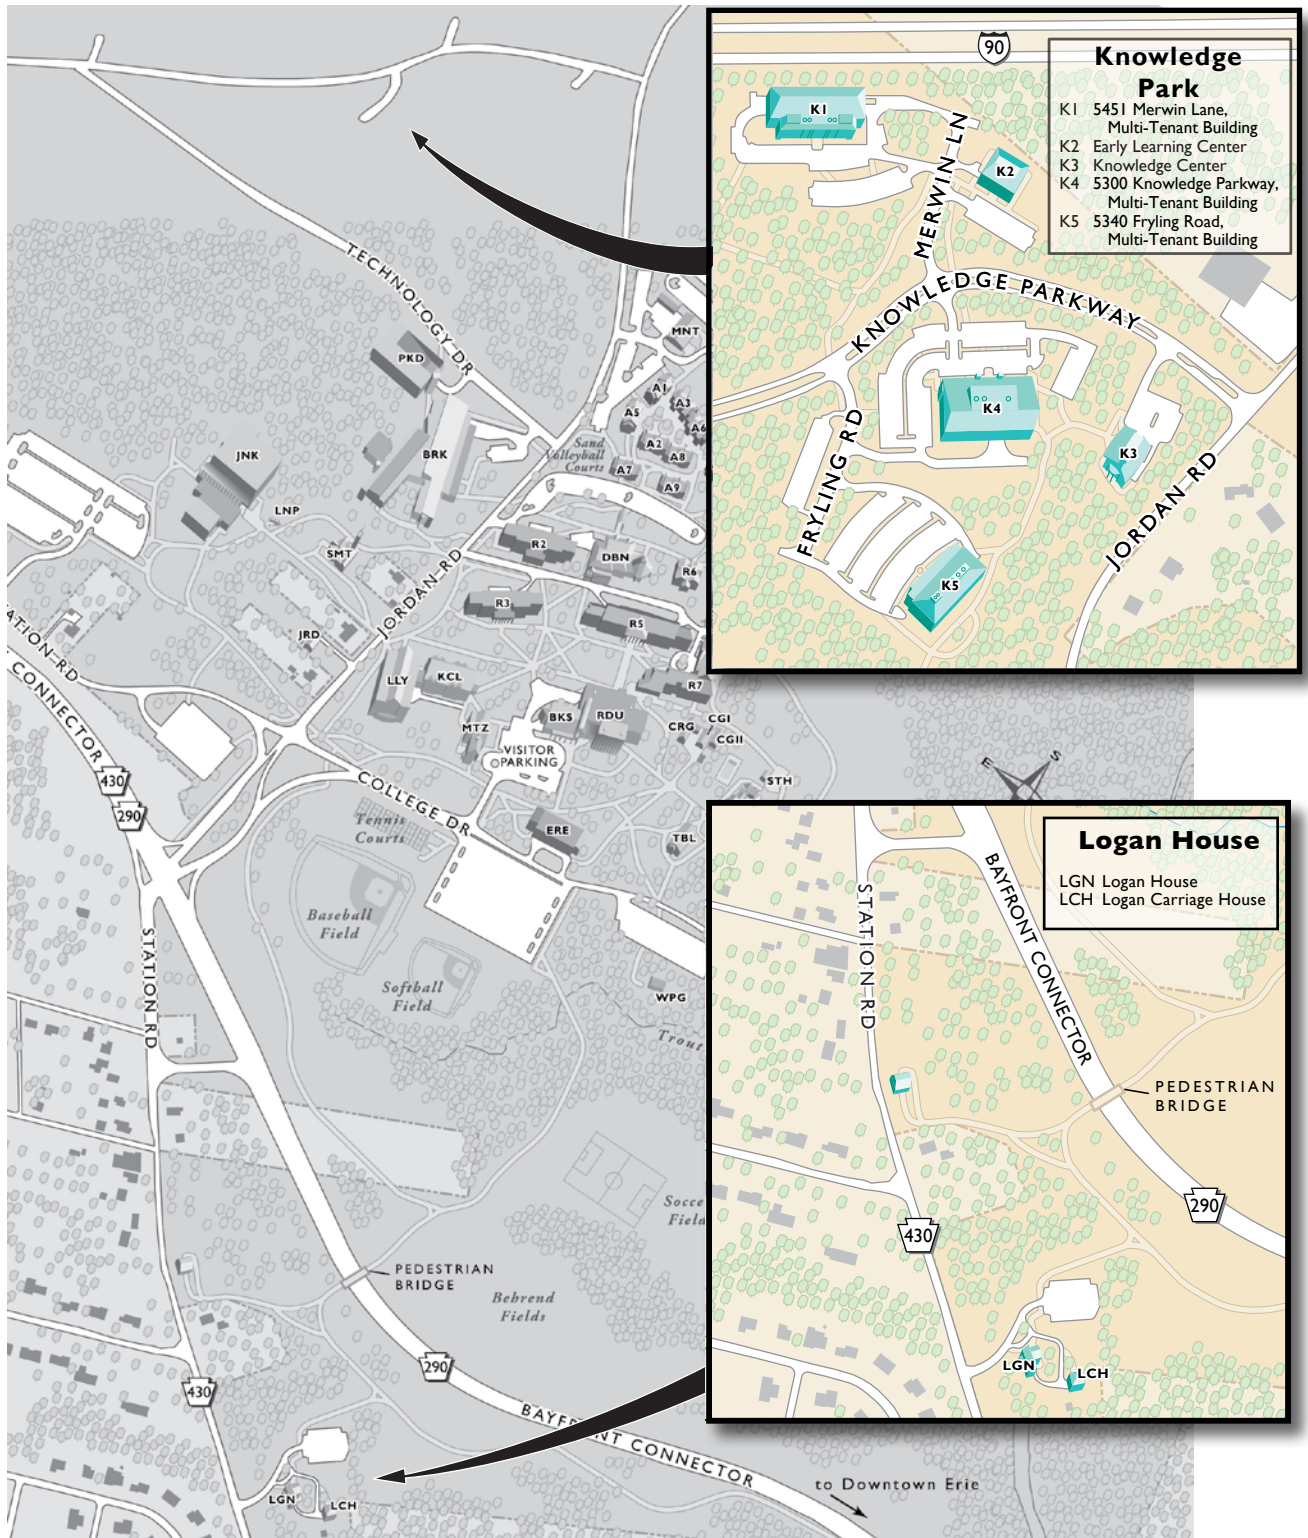 90
Knowledge
Park
K1 5451 Merwin Lane,
Multi-Tenant Building
K2 Early Learning Center
K3 Knowledge Center
K4 5300 Knowledge Parkway,
Multi-Tenant Building
K5 5340 Fryling Road,
Multi-Tenant Building
K1
K2
MERWIN LN
KNOWLEDGE PARKWAY
K4
K3
FRYLING RD
JORDAN RD
K5
TECHNOLOGY DR
MNT
PKD
A1
A3
A5
A6
A2
A8
A7
A9
Sand
Volleyball
Courts
BRK
JNK
LNP
SMT
R2
DBN
R6
JORDAN RD
R3
R5
JRD
LLY
KCL
R7
MTZ
BKS
RDU
CRG
CGI
CGII
VISITOR
PARKING
STH
ATION RD
CONNECTOR
430
290
COLLEGE DR
Tennis
Courts
ERE
TBL
E
S
Baseball
Field
Softball
Field
WPG
Trout
STATION RD
Socce
Field
PEDESTRIAN
BRIDGE
Behrend
Fields
290
430
BAYFRONT CONNECTOR
to Downtown Erie
LGN
LCH
Logan House
LGN Logan House
LCH Logan Carriage House
BAYFRONT CONNECTOR
STATION RD
PEDESTRIAN
BRIDGE
290
430
LGN
LCH